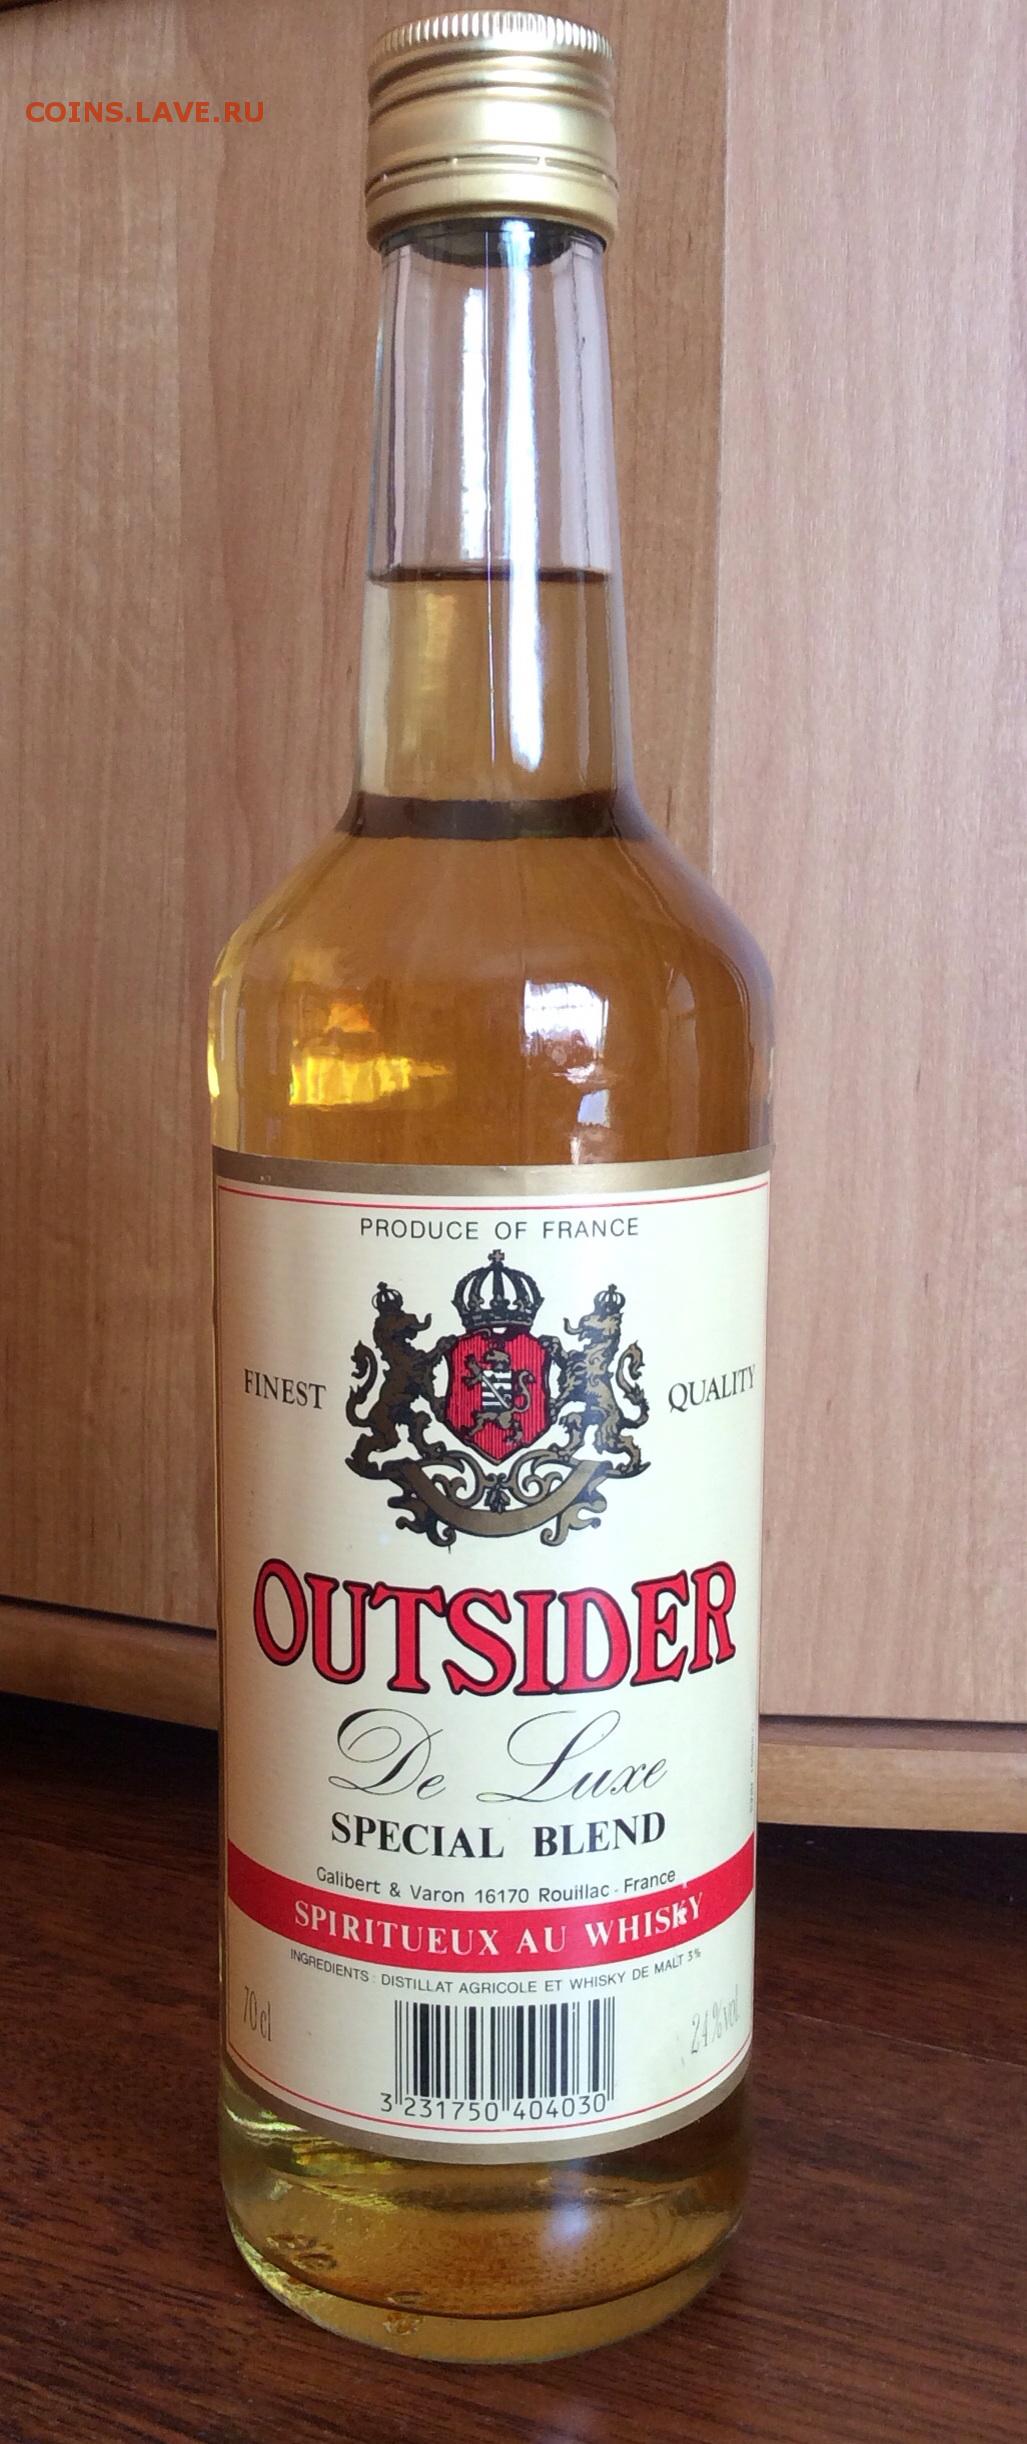 COINS.LAVE.RU
PRODUCE OF FRANCE
FINEST QUALITY
OUTSIDER
De Luxe
SPECIAL BLEND
Galibert & Varon 16170 Rouillac - France
SPIRITUEUX AU WHISKY
INGREDIENTS : DISTILLAT AGRICOLE ET WHISKY DE MALT 3%
70 cl 24% vol
3 231750 404030